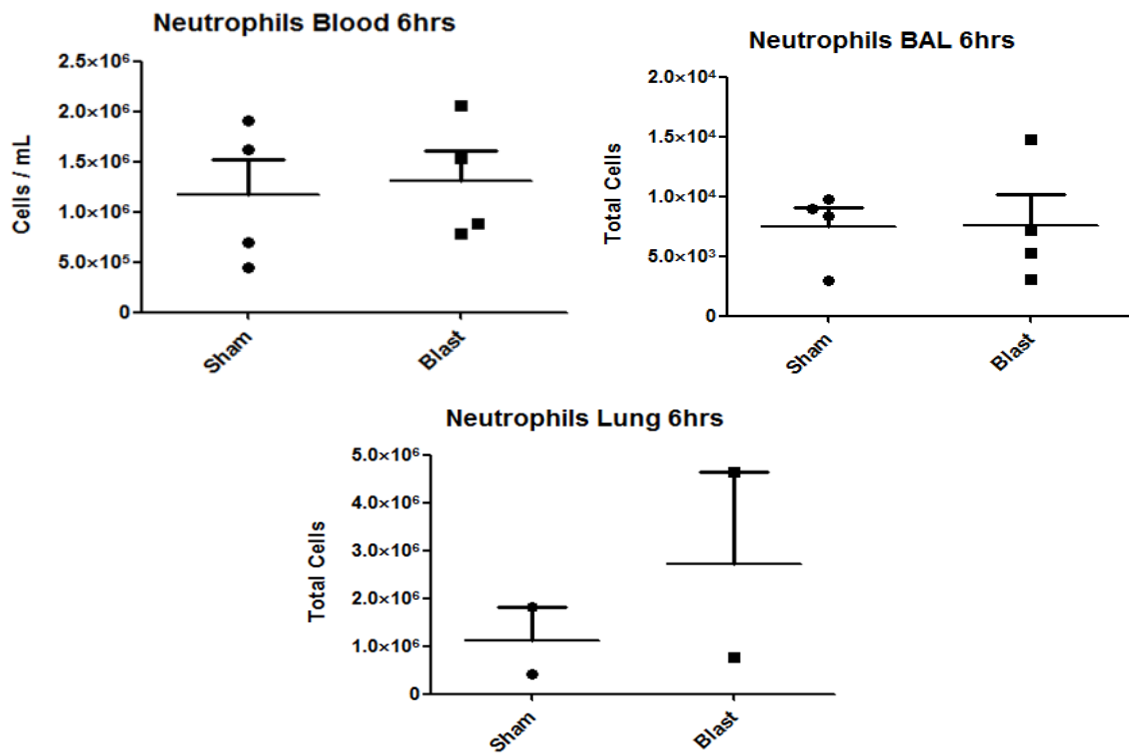 Neutrophils Blood 6hrs
Cells / mL
2.5×10⁶
2.0×10⁶
1.5×10⁶
1.0×10⁶
5.0×10⁵
0
Sham
Blast
Neutrophils BAL 6hrs
Total Cells
2.0×10⁴
1.5×10⁴
1.0×10⁴
5.0×10³
0
Sham
Blast
Neutrophils Lung 6hrs
Total Cells
5.0×10⁶
4.0×10⁶
3.0×10⁶
2.0×10⁶
1.0×10⁶
0
Sham
Blast